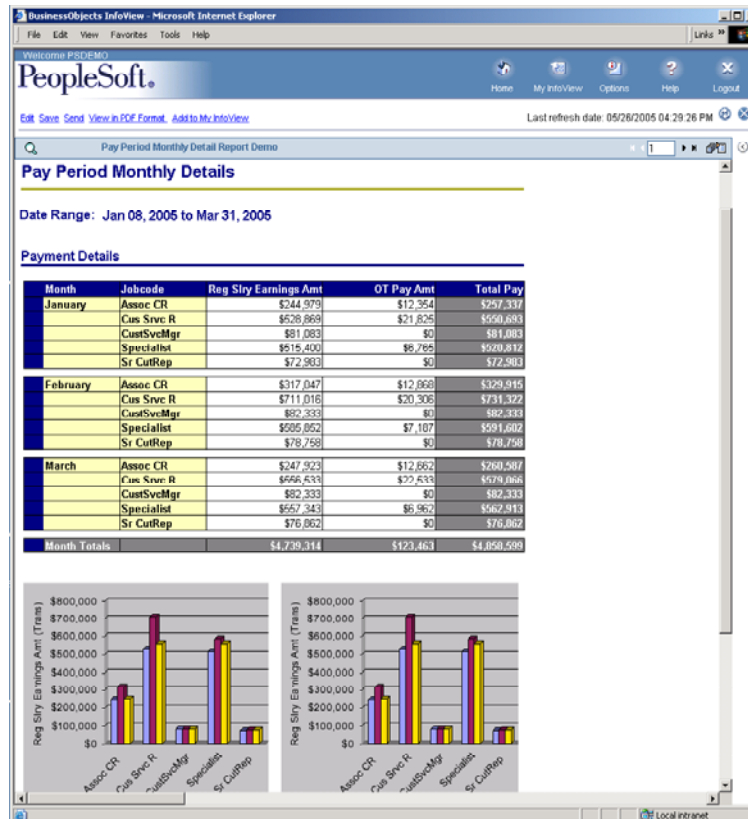 BusinessObjects InfoView - Microsoft Internet Explorer
File Edit View Favorites Tools Help Links »
Welcome PSDEMO
PeopleSoft.
Home My InfoView Options Help Logout
Edit Save Send View in PDF Format Add to My InfoView Last refresh date: 05/26/2005 04:29:26 PM
Pay Period Monthly Detail Report Demo 1
Pay Period Monthly Details
Date Range: Jan 08, 2005 to Mar 31, 2005
Payment Details
Month Jobcode Reg Slry Earnings Amt OT Pay Amt Total Pay
January Assoc CR $244,979 $12,354 $257,337
Cus Srvc R $528,869 $21,825 $550,693
CustSvcMgr $81,083 $0 $81,083
Specialist $515,400 $6,765 $520,812
Sr CutRep $72,983 $0 $72,983
February Assoc CR $317,047 $12,868 $329,915
Cus Srvc R $711,016 $20,306 $731,322
CustSvcMgr $82,333 $0 $82,333
Specialist $585,852 $7,187 $591,602
Sr CutRep $78,758 $0 $78,758
March Assoc CR $247,923 $12,662 $260,587
Cus Srvc R $556,533 $22,533 $579,066
CustSvcMgr $82,333 $0 $82,333
Specialist $557,343 $6,962 $562,913
Sr CutRep $76,862 $0 $76,862
Month Totals $4,739,314 $123,463 $4,858,599
Reg Slry Earnings Amt (Trans)
$800,000
$700,000
$600,000
$500,000
$400,000
$300,000
$200,000
$100,000
$0
Assoc CR
Cus Srvc R
CustSvcMgr
Specialist
Sr CutRep
Reg Slry Earnings Amt (Trans)
$800,000
$700,000
$600,000
$500,000
$400,000
$300,000
$200,000
$100,000
$0
Assoc CR
Cus Srvc R
CustSvcMgr
Specialist
Sr CutRep
Local intranet